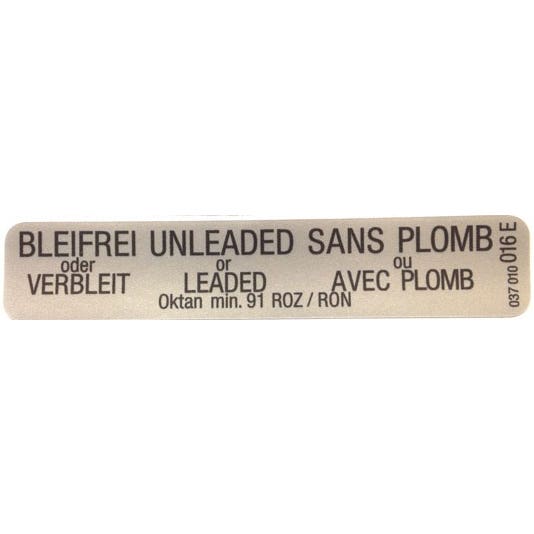 BLEIFREI UNLEADED SANS PLOMB
oder or ou
VERBLEIT LEADED AVEC PLOMB
Oktan min. 91 ROZ / RON
037 010 016 E